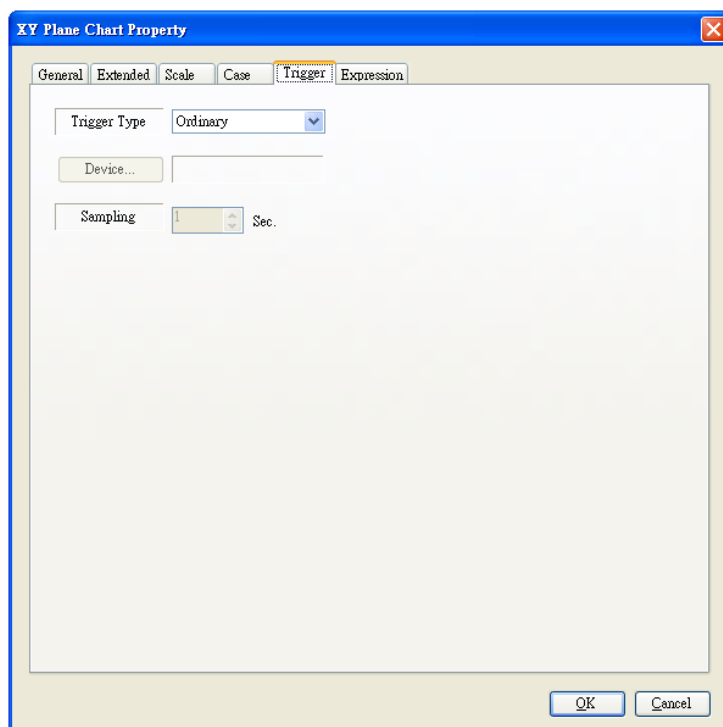 XY Plane Chart Property
General Extended Scale Case Trigger Expression
Trigger Type Ordinary
Device...
Sampling 1 Sec.
OK Cancel